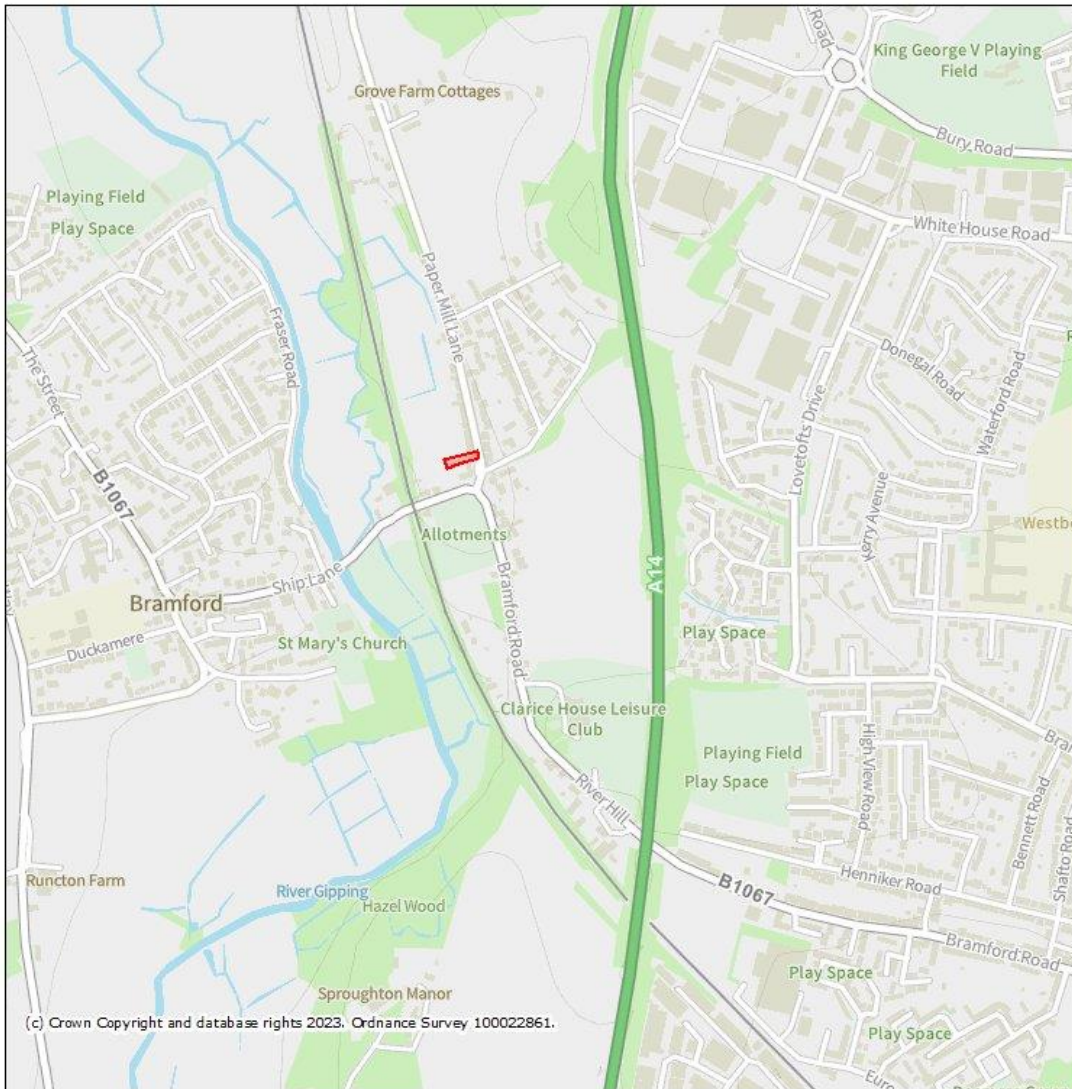 King George V Playing
Field
Road
Grove Farm Cottages
Bury Road
Playing Field
Play Space
White House Road
Paper Mill Lane
Fraser Road
The Street
Donegal Road
Waterford Road
Lovetofts Drive
B1067
Kerry Avenue
Allotments
A14
Ship Lane
Bramford
Bramford Road
Duckamere
St Mary's Church
Play Space
Clarice House Leisure
Club
Playing Field
Play Space
High View Road
River Hill
Bennett Road
Shafto Road
Runcton Farm
River Gipping
Henniker Road
B1067
Hazel Wood
Bramford Road
Play Space
Sproughton Manor
(c) Crown Copyright and database rights 2023. Ordnance Survey 100022861.
Play Space